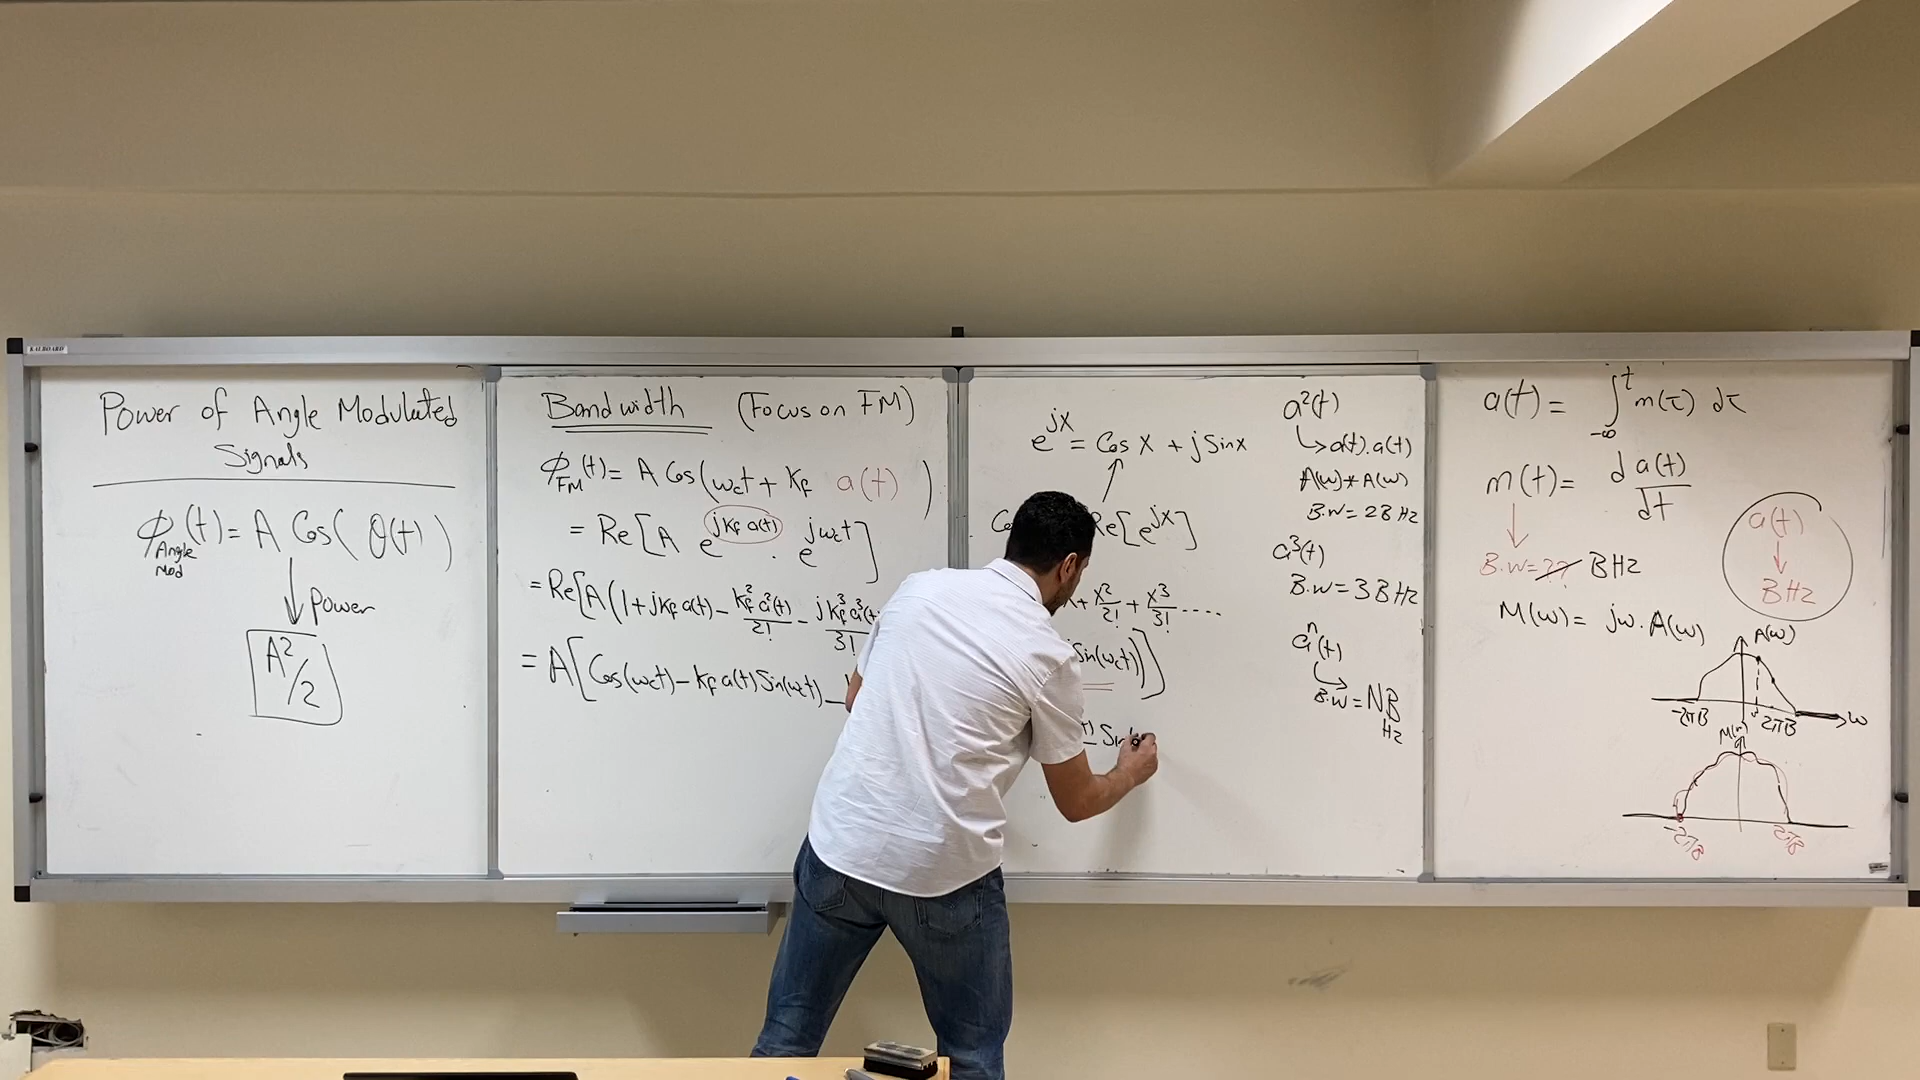 KALBOARD
Power of Angle Modulated
Signals
ϕ_Angle Mod (t) = A Cos( θ(t) )
Power
A²/2
Bandwidth (Focus on FM)
ϕ_FM (t) = A Cos(ω_c t + k_f a(t) )
= Re[A e^{j k_f a(t)} . e^{jω_c t}]
= Re[A(1 + j k_f a(t) − k_f² a²(t)/2! − j k_f³ a³(t)/3!
= A[Cos(ω_c t) − k_f a(t) Sin(ω_c t) −
e^{jx} = Cos x + j Sin x
Re[e^{jx}]
+ x²/2! + x³/3! ....
Sin(ω_c t))]
a²(t)
↳ a(t).a(t)
A(ω) * A(ω)
B.W = 2B Hz
a³(t)
B.W = 3B Hz
aⁿ(t)
↳ B.W = NB Hz
a(t) = ∫_{-∞}^{t} m(τ) dτ
m(t) = d a(t)/dt
B.W = ?? B Hz
a(t)
↓
B Hz
M(ω) = jω . A(ω)
A(ω)
-2πB 2πB ω
-2πB 2πB